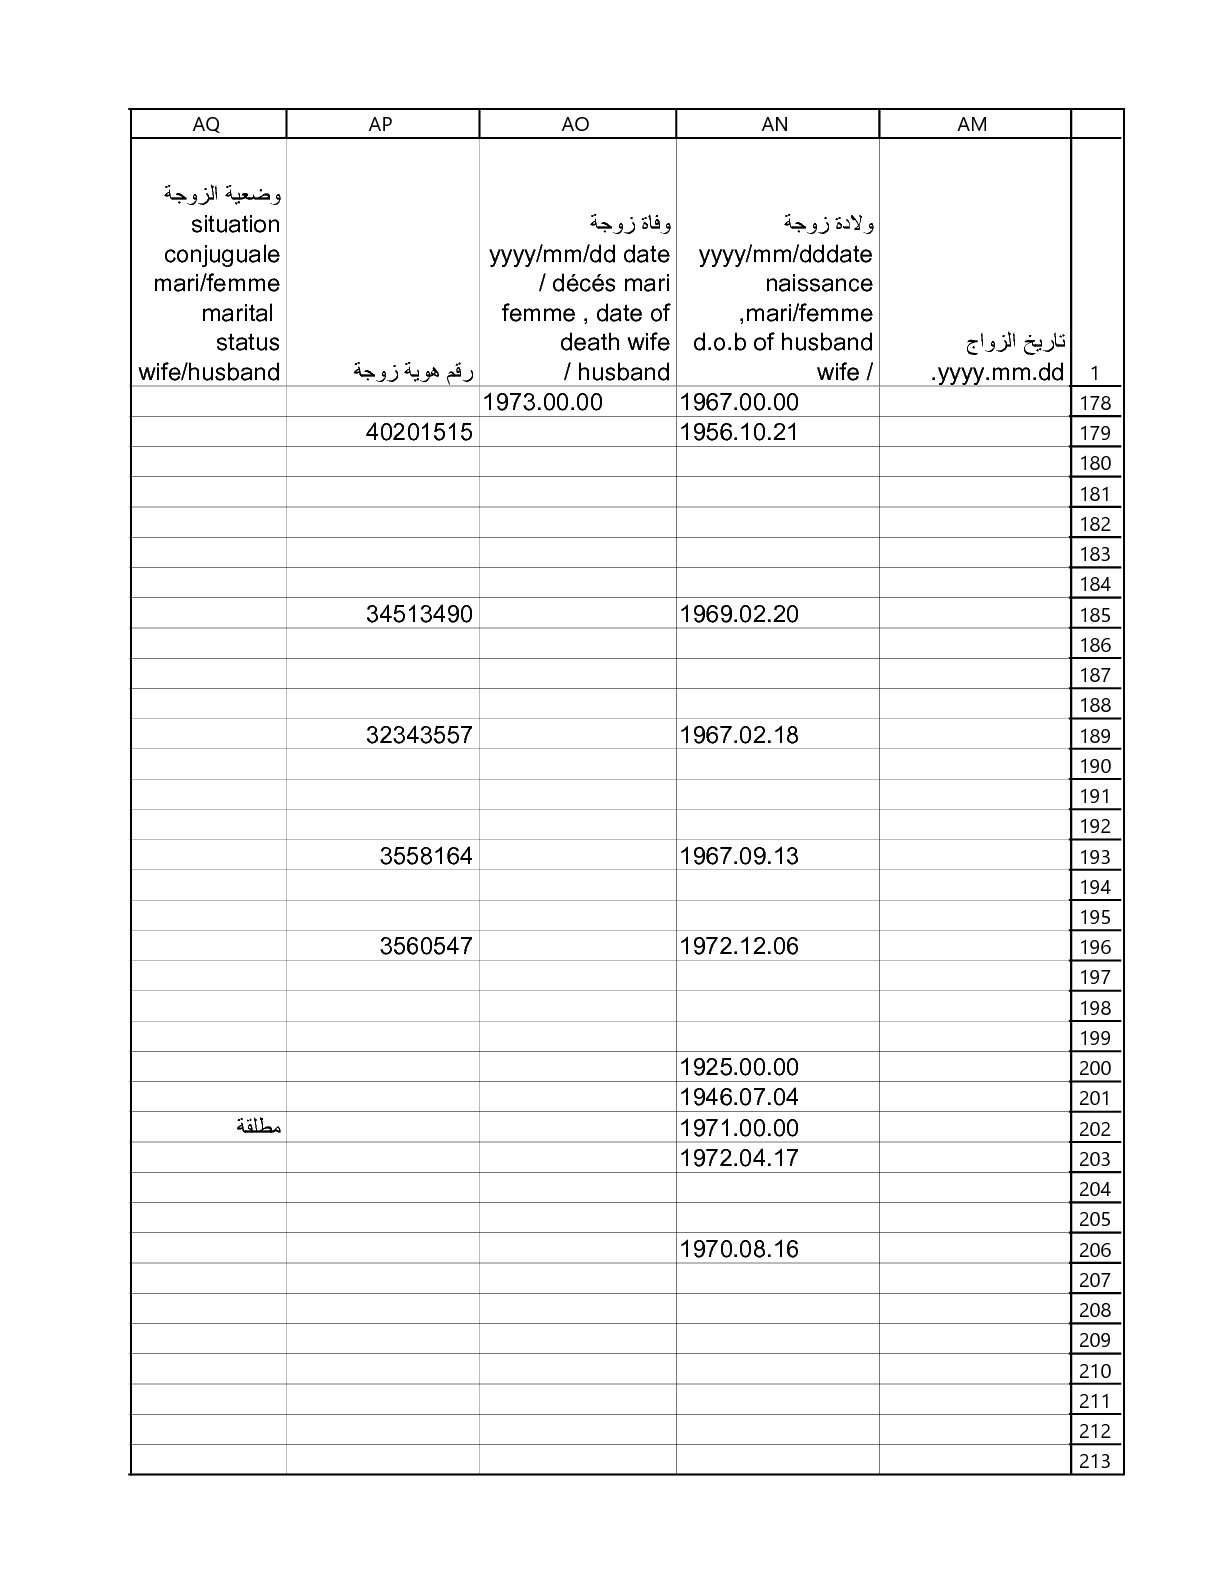 AQ AP AO AN AM
وضعية الزوجة
situation
conjuguale
mari/femme
marital
status
wife/husband
رقم هوية زوجة
وفاة زوجة
yyyy/mm/dd date
/ décés mari
femme , date of
death wife
/ husband
ولادة زوجة
yyyy/mm/dddate
naissance
,mari/femme
d.o.b of husband
wife /
تاريخ الزواج
.yyyy.mm.dd
1
1973.00.00 1967.00.00 178
40201515 1956.10.21 179
180
181
182
183
184
34513490 1969.02.20 185
186
187
188
32343557 1967.02.18 189
190
191
192
3558164 1967.09.13 193
194
195
3560547 1972.12.06 196
197
198
199
1925.00.00 200
1946.07.04 201
مطلقة 1971.00.00 202
1972.04.17 203
204
205
1970.08.16 206
207
208
209
210
211
212
213